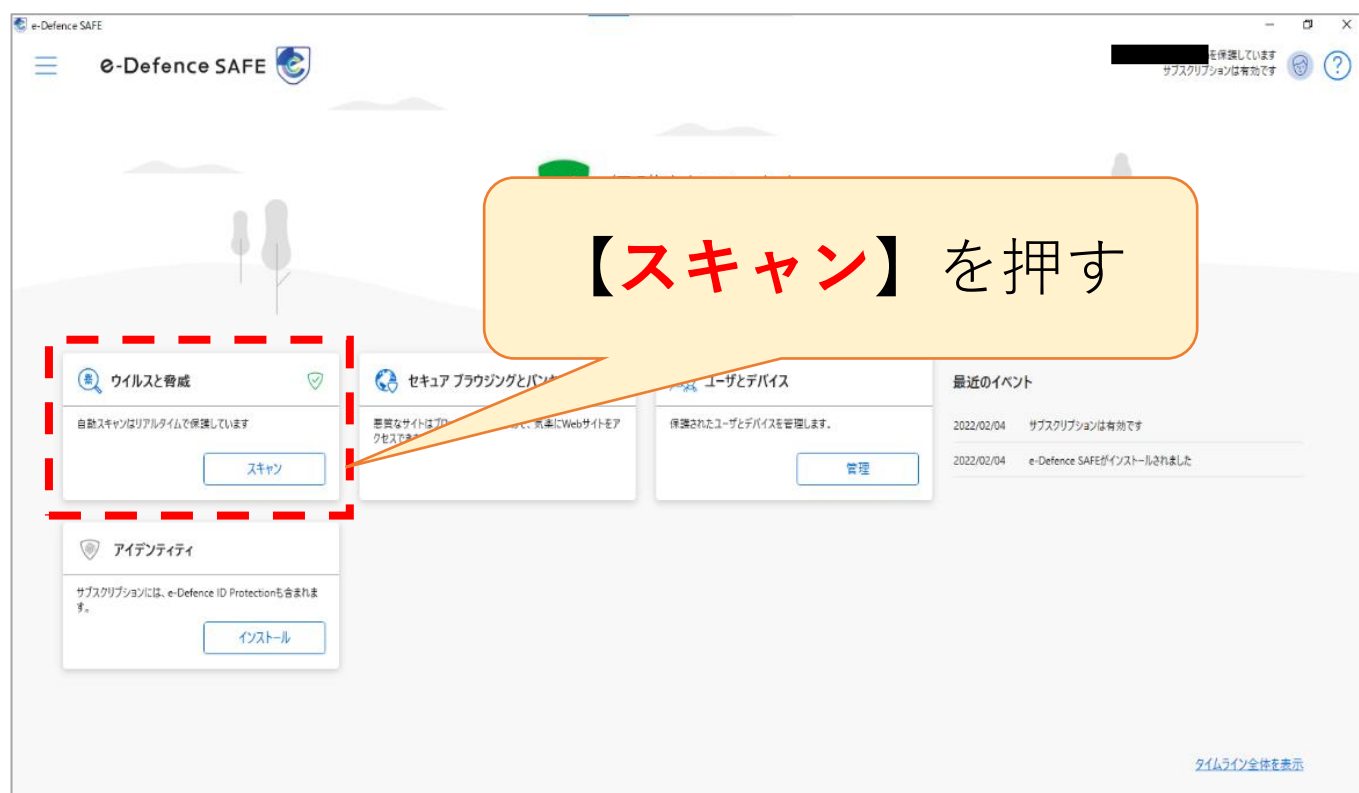 e-Defence SAFE
e-Defence SAFE
を保護しています
サブスクリプションは有効です
?
【スキャン】を押す
ウイルスと脅威
自動スキャンはリアルタイムで保護しています
スキャン
セキュア ブラウジングとバン
悪質なサイトはブロ
、気楽にWebサイトをア
クセスでき
ユーザとデバイス
保護されたユーザとデバイスを管理します。
管理
最近のイベント
2022/02/04 サブスクリプションは有効です
2022/02/04 e-Defence SAFEがインストールされました
アイデンティティ
サブスクリプションには、e-Defence ID Protectionも含まれま
す。
インストール
タイムライン全体を表示